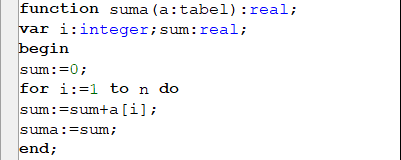 function suma(a:tabel):real;
var i:integer;sum:real;
begin
sum:=0;
for i:=1 to n do
sum:=sum+a[i];
suma:=sum;
end;